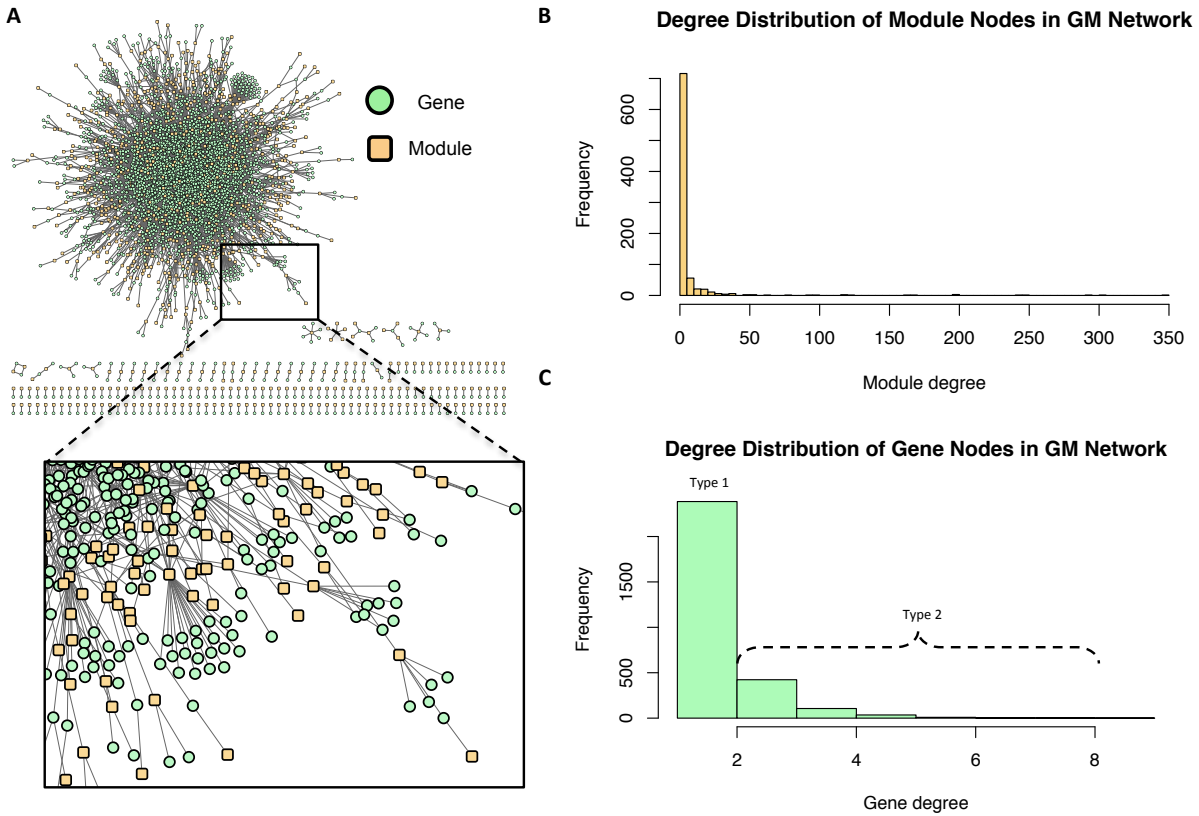 A
Gene
Module
B
Degree Distribution of Module Nodes in GM Network
Frequency
0
200
400
600
0
50
100
150
200
250
300
350
Module degree
C
Degree Distribution of Gene Nodes in GM Network
Type 1
Type 2
Frequency
0
500
1500
2
4
6
8
Gene degree